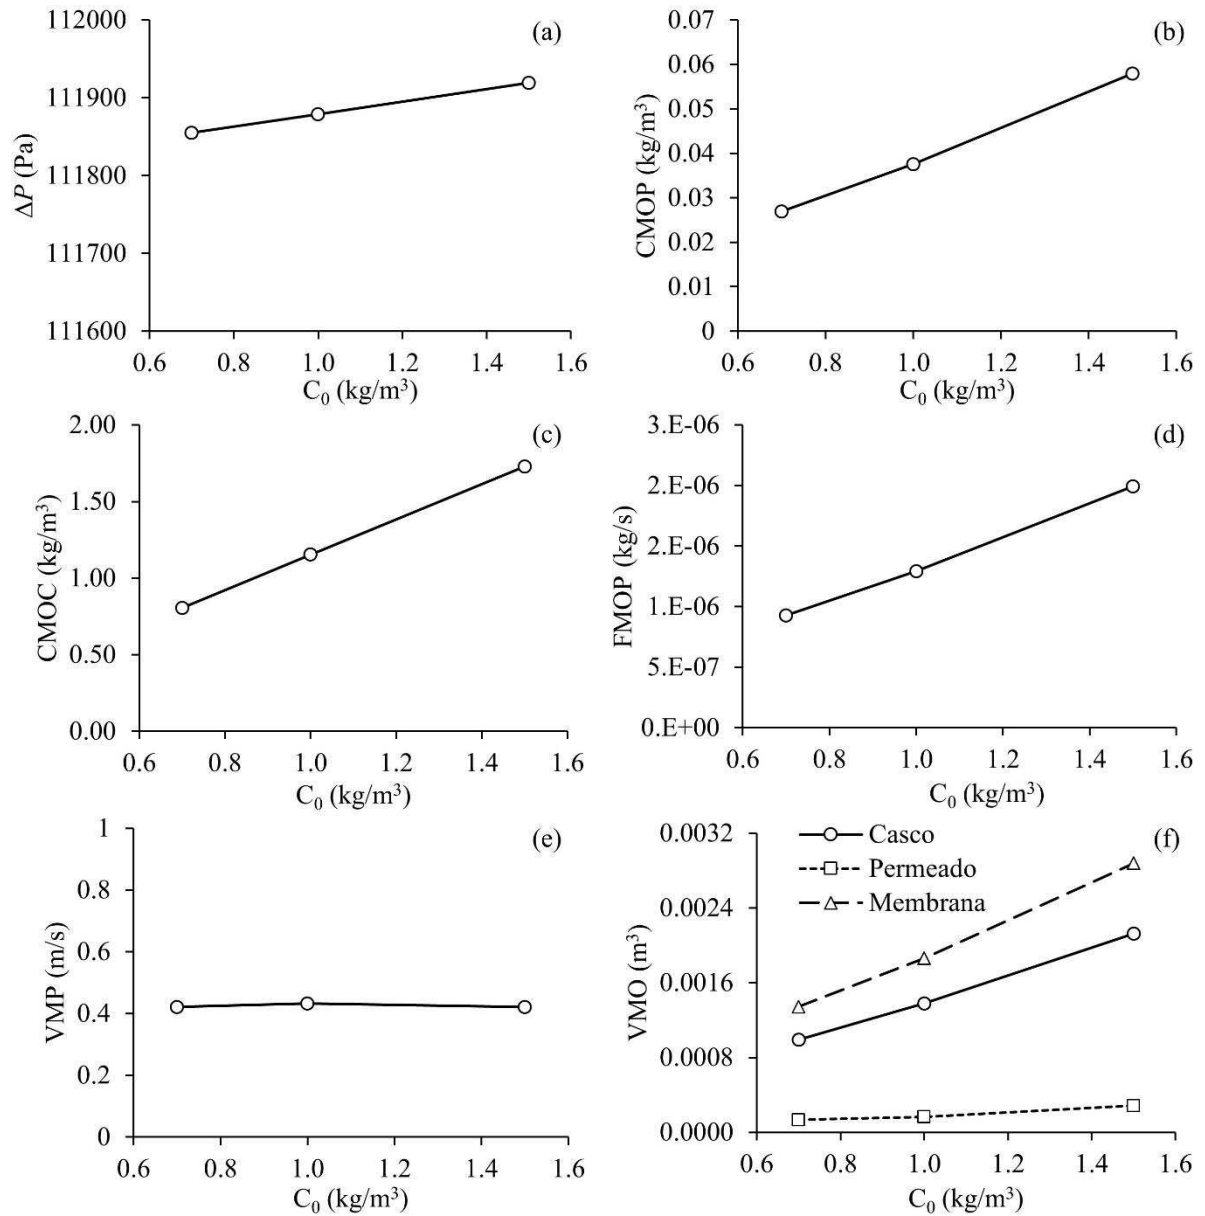 (a)
112000
111900
111800
111700
111600
ΔP (Pa)
0.6 0.8 1.0 1.2 1.4 1.6
C₀ (kg/m³)
(b)
0.07
0.06
0.05
0.04
0.03
0.02
0.01
0
CMOP (kg/m³)
0.6 0.8 1.0 1.2 1.4 1.6
C₀ (kg/m³)
(c)
2.00
1.50
1.00
0.50
0.00
CMOC (kg/m³)
0.6 0.8 1.0 1.2 1.4 1.6
C₀ (kg/m³)
(d)
3.E-06
2.E-06
2.E-06
1.E-06
5.E-07
0.E+00
FMOP (kg/s)
0.6 0.8 1.0 1.2 1.4 1.6
C₀ (kg/m³)
(e)
1
0.8
0.6
0.4
0.2
0
VMP (m/s)
0.6 0.8 1.0 1.2 1.4 1.6
C₀ (kg/m³)
(f)
Casco
Permeado
Membrana
0.0032
0.0024
0.0016
0.0008
0.0000
VMO (m³)
0.6 0.8 1.0 1.2 1.4 1.6
C₀ (kg/m³)